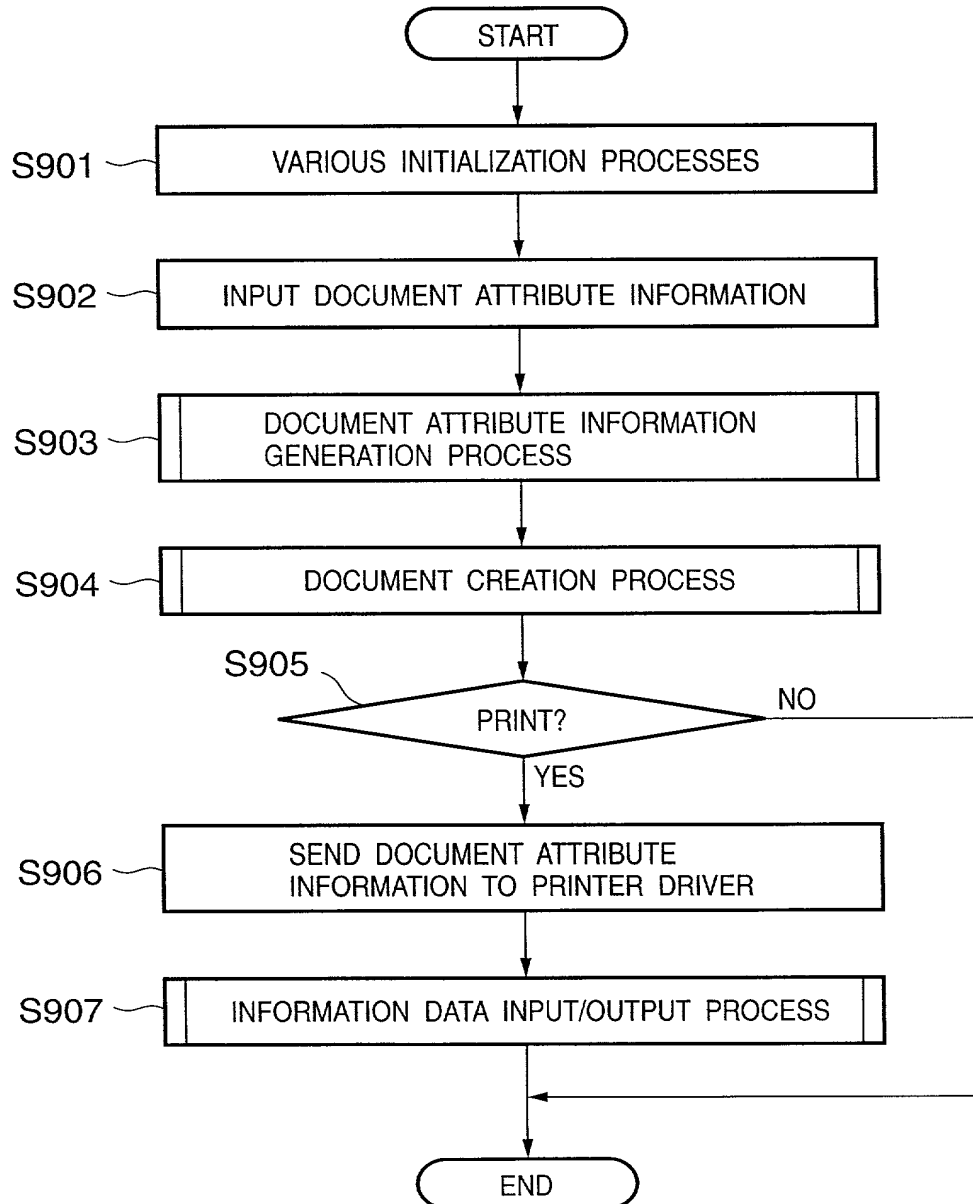 START
S901
VARIOUS INITIALIZATION PROCESSES
S902
INPUT DOCUMENT ATTRIBUTE INFORMATION
S903
DOCUMENT ATTRIBUTE INFORMATION
GENERATION PROCESS
S904
DOCUMENT CREATION PROCESS
S905
PRINT?
NO
YES
S906
SEND DOCUMENT ATTRIBUTE
INFORMATION TO PRINTER DRIVER
S907
INFORMATION DATA INPUT/OUTPUT PROCESS
END